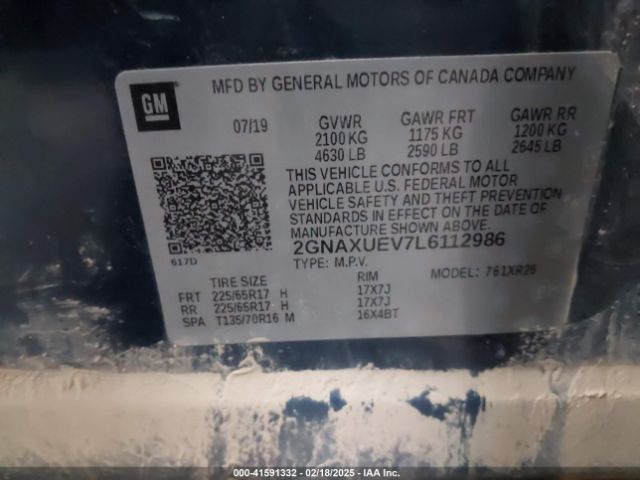 MFD BY GENERAL MOTORS OF CANADA COMPANY
GM
07/19 GVWR GAWR FRT GAWR RR
2100 KG 1175 KG 1200 KG
4630 LB 2590 LB 2645 LB
THIS VEHICLE CONFORMS TO ALL
APPLICABLE U.S. FEDERAL MOTOR
VEHICLE SAFETY AND THEFT PREVENTION
STANDARDS IN EFFECT ON THE DATE OF
MANUFACTURE SHOWN ABOVE.
2GNAXUEV7L6112986
617D
TYPE: M.P.V. MODEL: 761XR26
TIRE SIZE RIM
FRT 225/65R17 H 17X7J
RR 225/65R17 H 17X7J
SPA T135/70R16 M 16X4BT
000-41591332 - 02/18/2025 - IAA Inc.